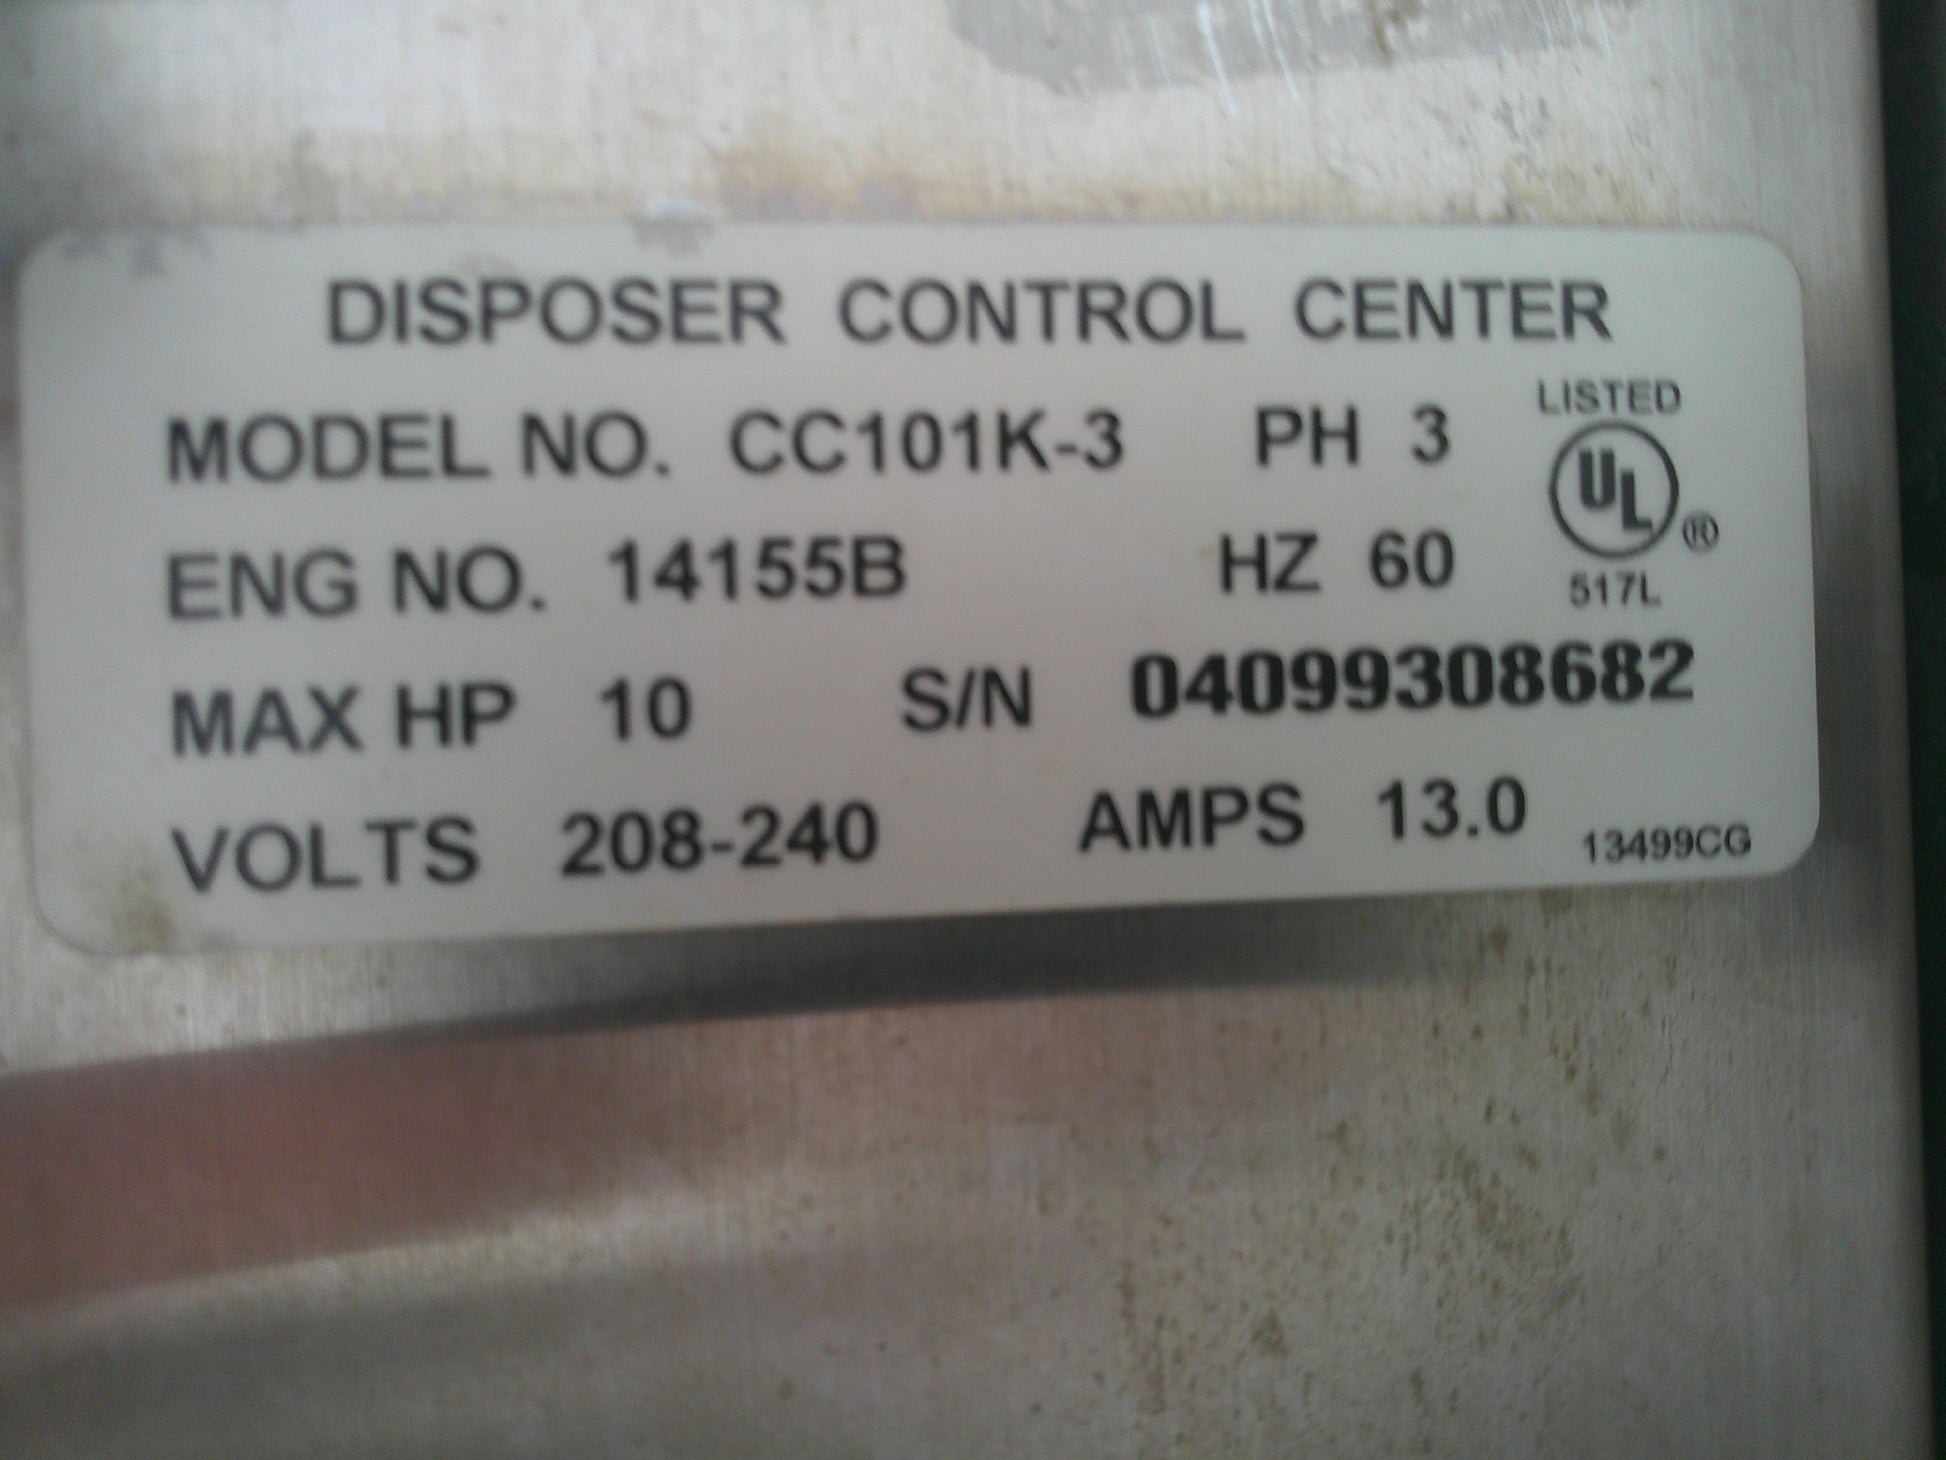 DISPOSER CONTROL CENTER
MODEL NO. CC101K-3 PH 3
LISTED
UL ®
517L
ENG NO. 14155B HZ 60
MAX HP 10 S/N 04099308682
VOLTS 208-240 AMPS 13.0
13499CG